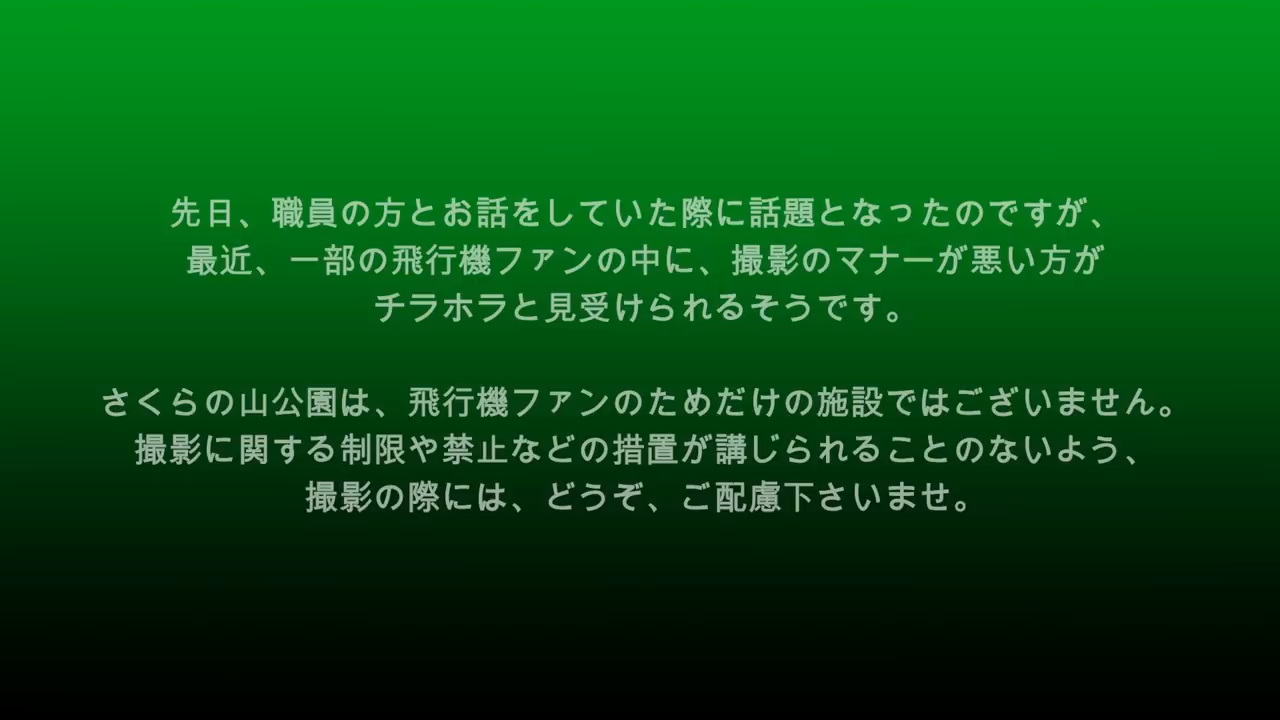 先日、職員の方とお話をしていた際に話題となったのですが、
最近、一部の飛行機ファンの中に、撮影のマナーが悪い方が
チラホラと見受けられるそうです。
さくらの山公園は、飛行機ファンのためだけの施設ではございません。
撮影に関する制限や禁止などの措置が講じられることのないよう、
撮影の際には、どうぞ、ご配慮下さいませ。